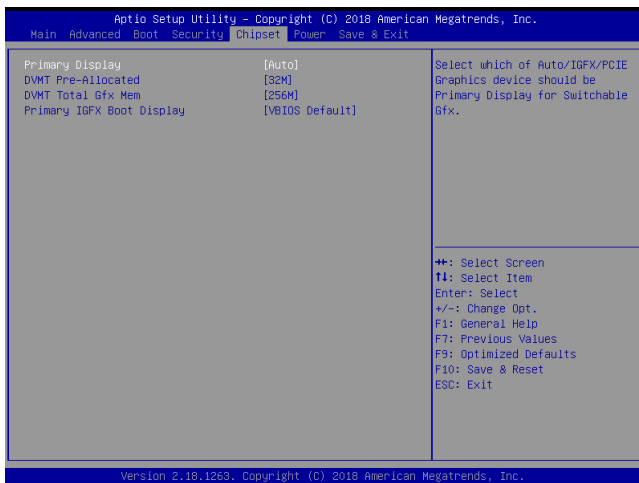 Aptio Setup Utility – Copyright (C) 2018 American Megatrends, Inc.
Main Advanced Boot Security Chipset Power Save & Exit
Primary Display [Auto]
DVMT Pre-Allocated [32M]
DVMT Total Gfx Mem [256M]
Primary IGFX Boot Display [VBIOS Default]
Select which of Auto/IGFX/PCIE
Graphics device should be
Primary Display for Switchable
Gfx.
→←: Select Screen
↑↓: Select Item
Enter: Select
+/-: Change Opt.
F1: General Help
F7: Previous Values
F9: Optimized Defaults
F10: Save & Reset
ESC: Exit
Version 2.18.1263. Copyright (C) 2018 American Megatrends, Inc.